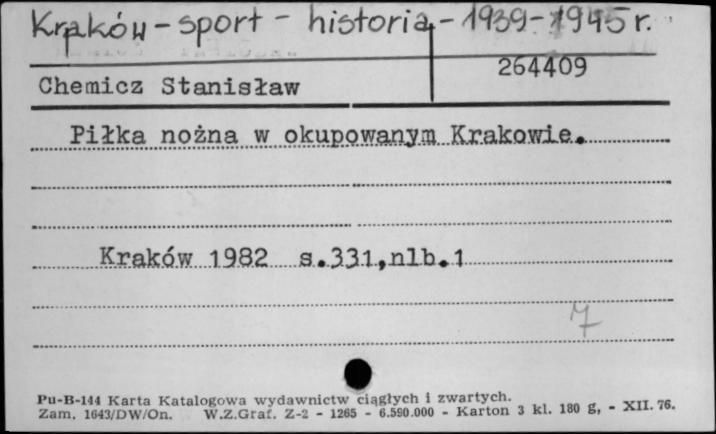 Kraków - sport - historia - 1939-1945 r.
264409
Chemicz Stanisław
Piłka nożna w okupowanym Krakowie.
Kraków 1982 s.331,nlb.1
Pu-B-144 Karta Katalogowa wydawnictw ciągłych i zwartych.
Zam. 1643/DW/On. W.Z.Graf. Z-2 - 1265 - 6.590.000 - Karton 3 kl. 180 g, - XII. 76.